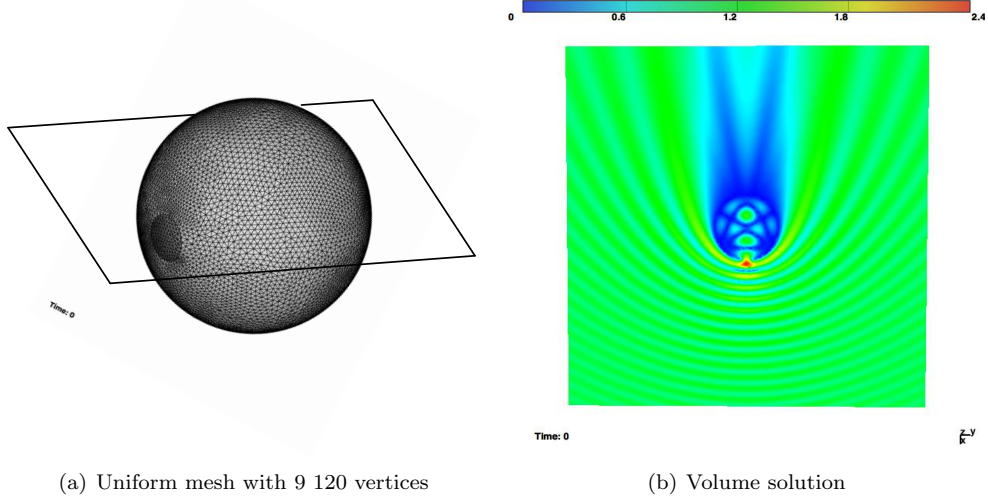 0 0.6 1.2 1.8 2.4
Time: 0
Time: 0
z y
x
(a) Uniform mesh with 9 120 vertices
(b) Volume solution